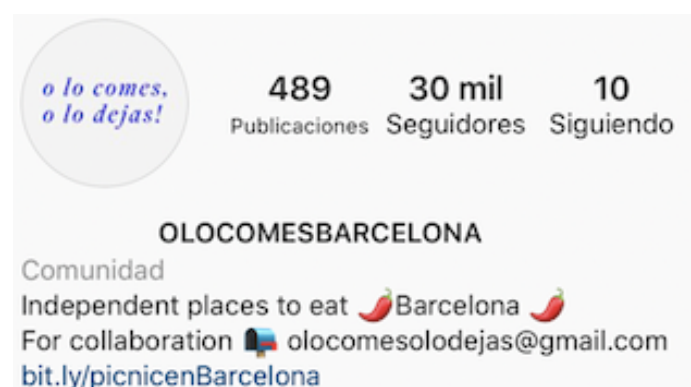 o lo comes,
o lo dejas!
489 30 mil 10
Publicaciones Seguidores Siguiendo
OLOCOMESBARCELONA
Comunidad
Independent places to eat 🌶️Barcelona 🌶️
For collaboration 📭 olocomesolodejas@gmail.com
bit.ly/picnicenBarcelona